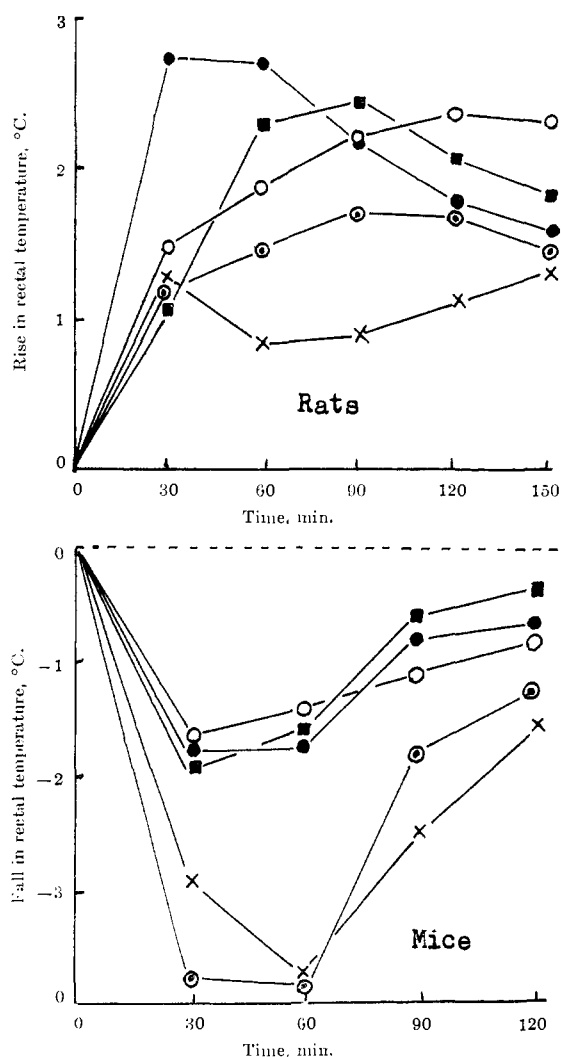 3
2
1
0
Rise in rectal temperature, °C.
Rats
0 30 60 90 120 150
Time, min.
0
−1
−2
−3
0
Fall in rectal temperature, °C.
Mice
0 30 60 90 120
Time, min.